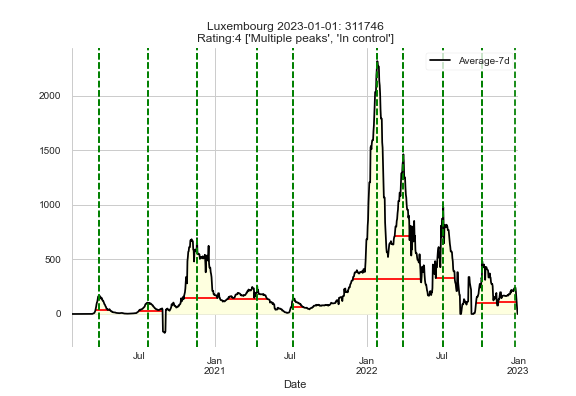 Luxembourg 2023-01-01: 311746
Rating:4 ['Multiple peaks', 'In control']
Average-7d
2000
1500
1000
500
0
Jul
Jan
2021
Jul
Jan
2022
Jul
Jan
2023
Date